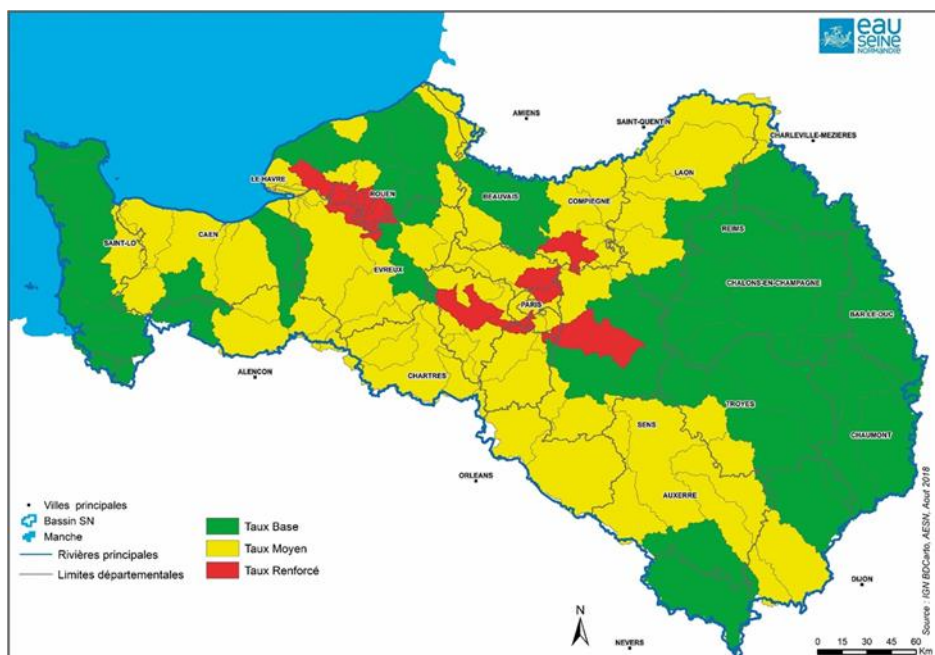 eau
SEINE
NORMANDIE
AMIENS
SAINT-QUENTIN
CHARLEVILLE-MEZIERES
LAON
LE HAVRE
ROUEN
BEAUVAIS
COMPIEGNE
REIMS
SAINT-LO
CAEN
EVREUX
CHALONS-EN-CHAMPAGNE
PARIS
BAR-LE-DUC
ALENCON
CHARTRES
TROYES
SENS
CHAUMONT
ORLEANS
AUXERRE
DIJON
NEVERS
Villes principales
Bassin SN
Manche
Rivières principales
Limites départementales
Taux Base
Taux Moyen
Taux Renforcé
N
0 15 30 45 60
Km
Source : IGN BDCarto, AESN, Aout 2018